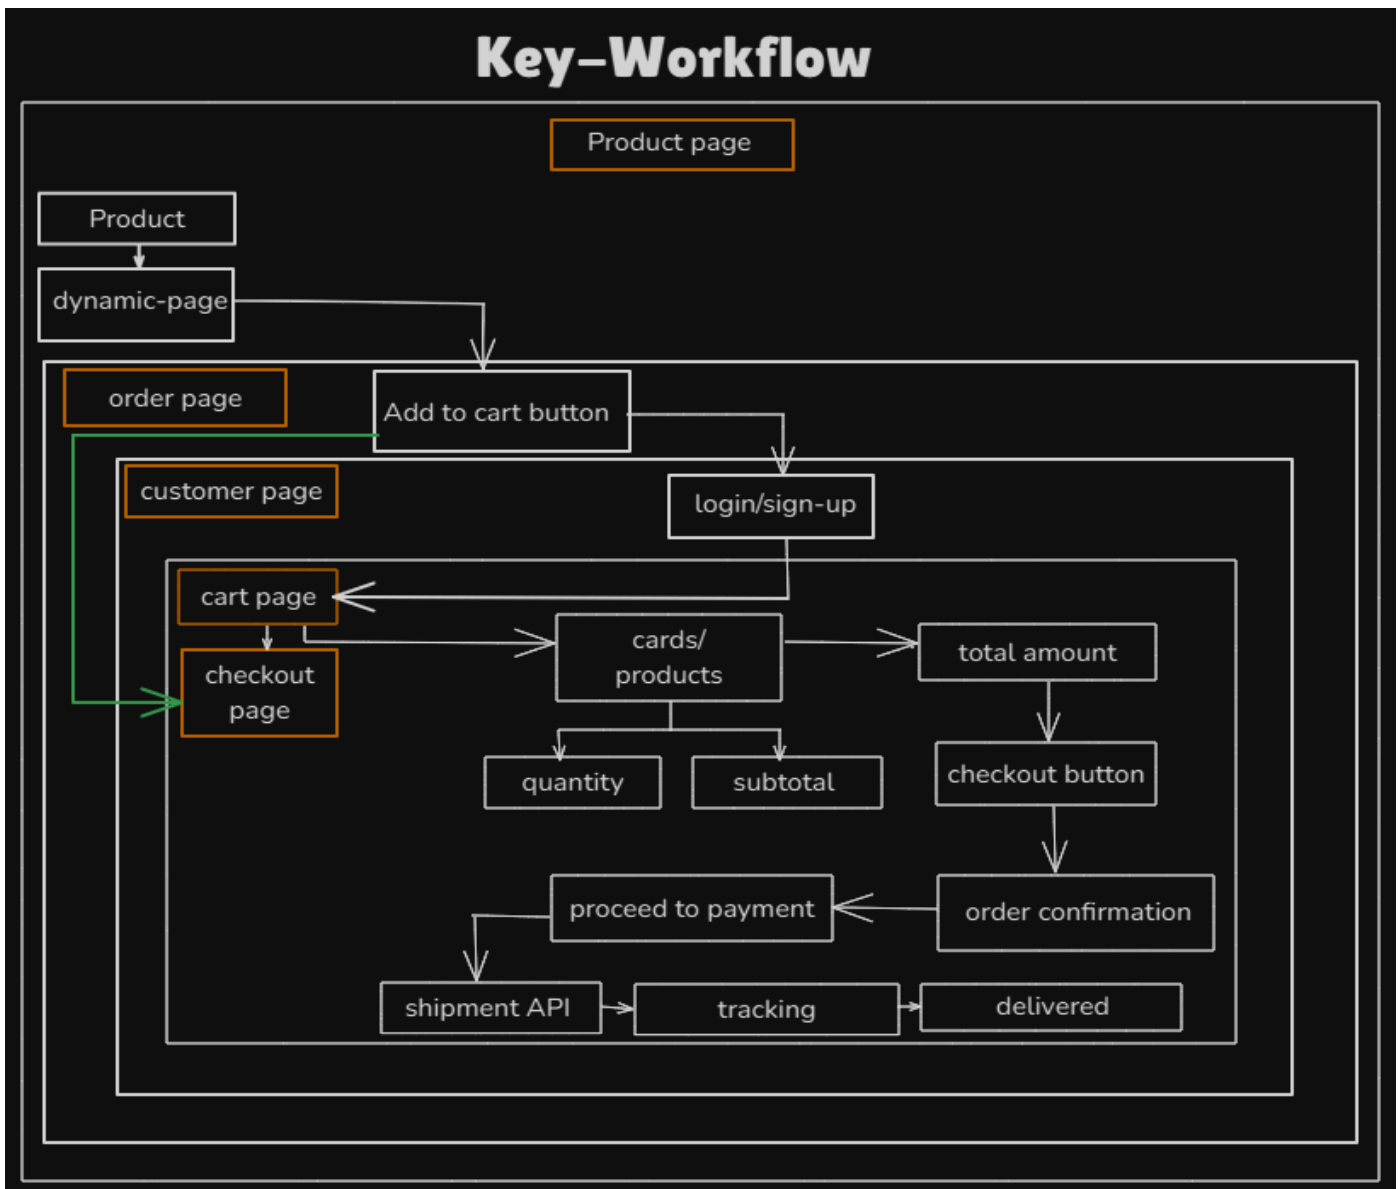 Key-Workflow
Product page
Product
dynamic-page
order page
Add to cart button
customer page
login/sign-up
cart page
cards/
products
total amount
checkout
page
quantity
subtotal
checkout button
proceed to payment
order confirmation
shipment API
tracking
delivered